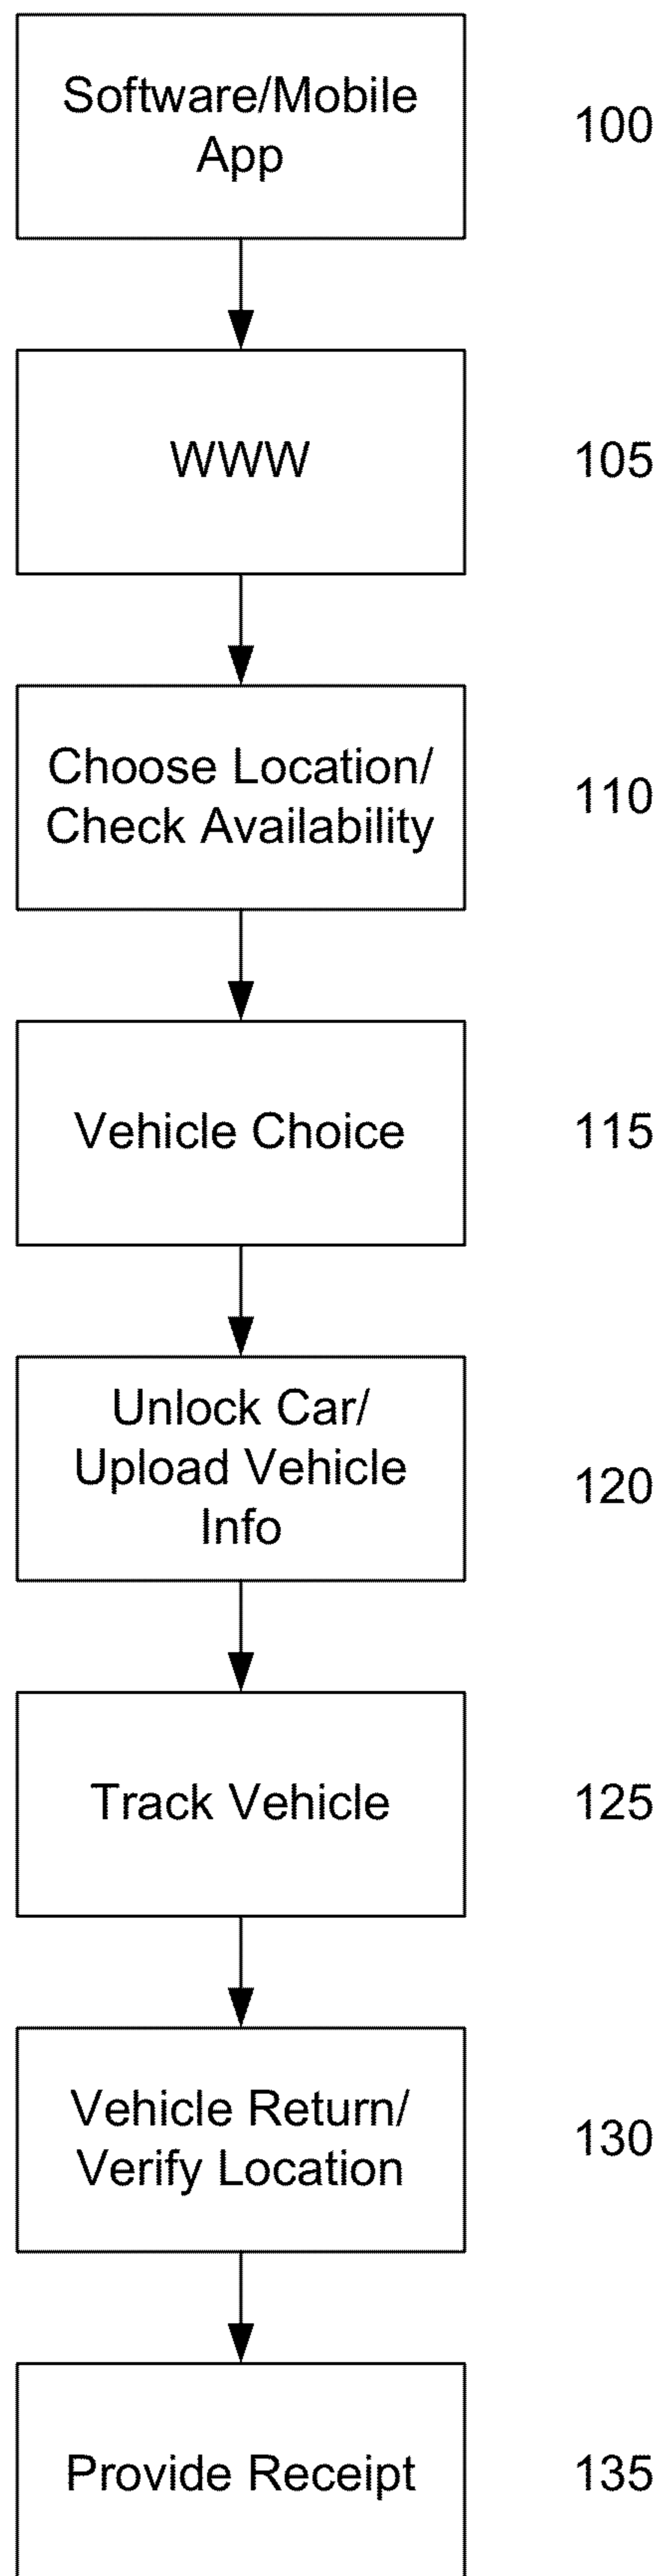 Software/Mobile
App
100
WWW
105
Choose Location/
Check Availability
110
Vehicle Choice
115
Unlock Car/
Upload Vehicle
Info
120
Track Vehicle
125
Vehicle Return/
Verify Location
130
Provide Receipt
135